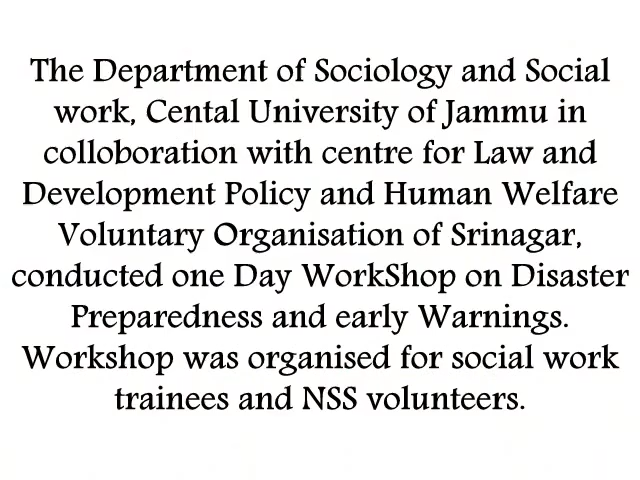 The Department of Sociology and Social
work, Cental University of Jammu in
colloboration with centre for Law and
Development Policy and Human Welfare
Voluntary Organisation of Srinagar,
conducted one Day WorkShop on Disaster
Preparedness and early Warnings.
Workshop was organised for social work
trainees and NSS volunteers.